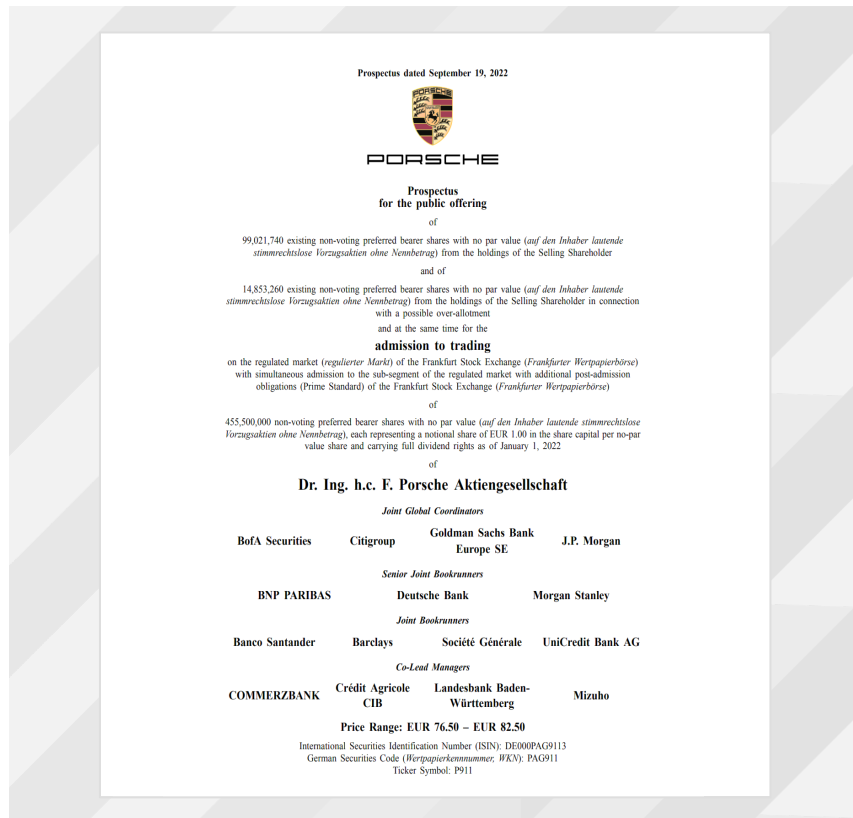 Prospectus dated September 19, 2022
PORSCHE
PORSCHE
Prospectus
for the public offering
of
99,021,740 existing non-voting preferred bearer shares with no par value (auf den Inhaber lautende
stimmrechtslose Vorzugsaktien ohne Nennbetrag) from the holdings of the Selling Shareholder
and of
14,853,260 existing non-voting preferred bearer shares with no par value (auf den Inhaber lautende
stimmrechtslose Vorzugsaktien ohne Nennbetrag) from the holdings of the Selling Shareholder in connection
with a possible over-allotment
and at the same time for the
admission to trading
on the regulated market (regulierter Markt) of the Frankfurt Stock Exchange (Frankfurter Wertpapierbörse)
with simultaneous admission to the sub-segment of the regulated market with additional post-admission
obligations (Prime Standard) of the Frankfurt Stock Exchange (Frankfurter Wertpapierbörse)
of
455,500,000 non-voting preferred bearer shares with no par value (auf den Inhaber lautende stimmrechtslose
Vorzugsaktien ohne Nennbetrag), each representing a notional share of EUR 1.00 in the share capital per no-par
value share and carrying full dividend rights as of January 1, 2022
of
Dr. Ing. h.c. F. Porsche Aktiengesellschaft
Joint Global Coordinators
BofA Securities Citigroup Goldman Sachs Bank Europe SE J.P. Morgan
Senior Joint Bookrunners
BNP PARIBAS Deutsche Bank Morgan Stanley
Joint Bookrunners
Banco Santander Barclays Société Générale UniCredit Bank AG
Co-Lead Managers
COMMERZBANK Crédit Agricole CIB Landesbank Baden-Württemberg Mizuho
Price Range: EUR 76.50 – EUR 82.50
International Securities Identification Number (ISIN): DE000PAG9113
German Securities Code (Wertpapierkennnummer, WKN): PAG911
Ticker Symbol: P911